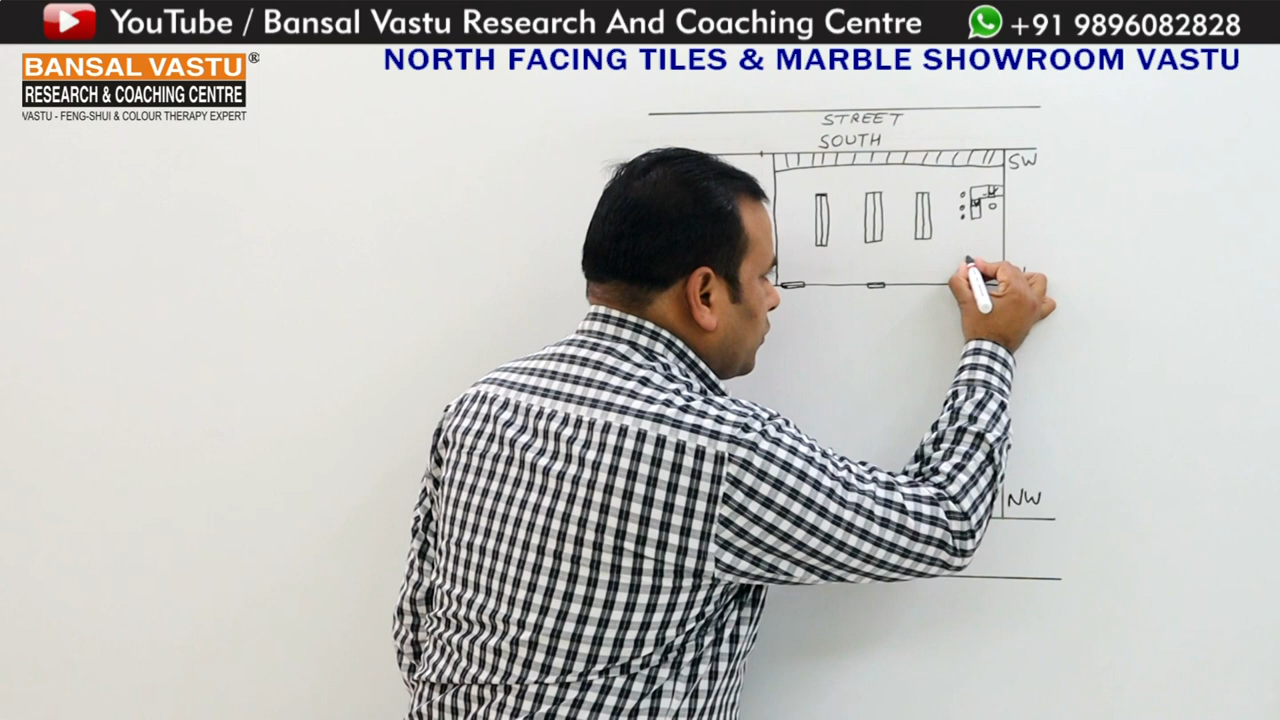 YouTube / Bansal Vastu Research And Coaching Centre +91 9896082828
BANSAL VASTU ®
RESEARCH & COACHING CENTRE
VASTU - FENG-SHUI & COLOUR THERAPY EXPERT
NORTH FACING TILES & MARBLE SHOWROOM VASTU
STREET
SOUTH
SW
NW